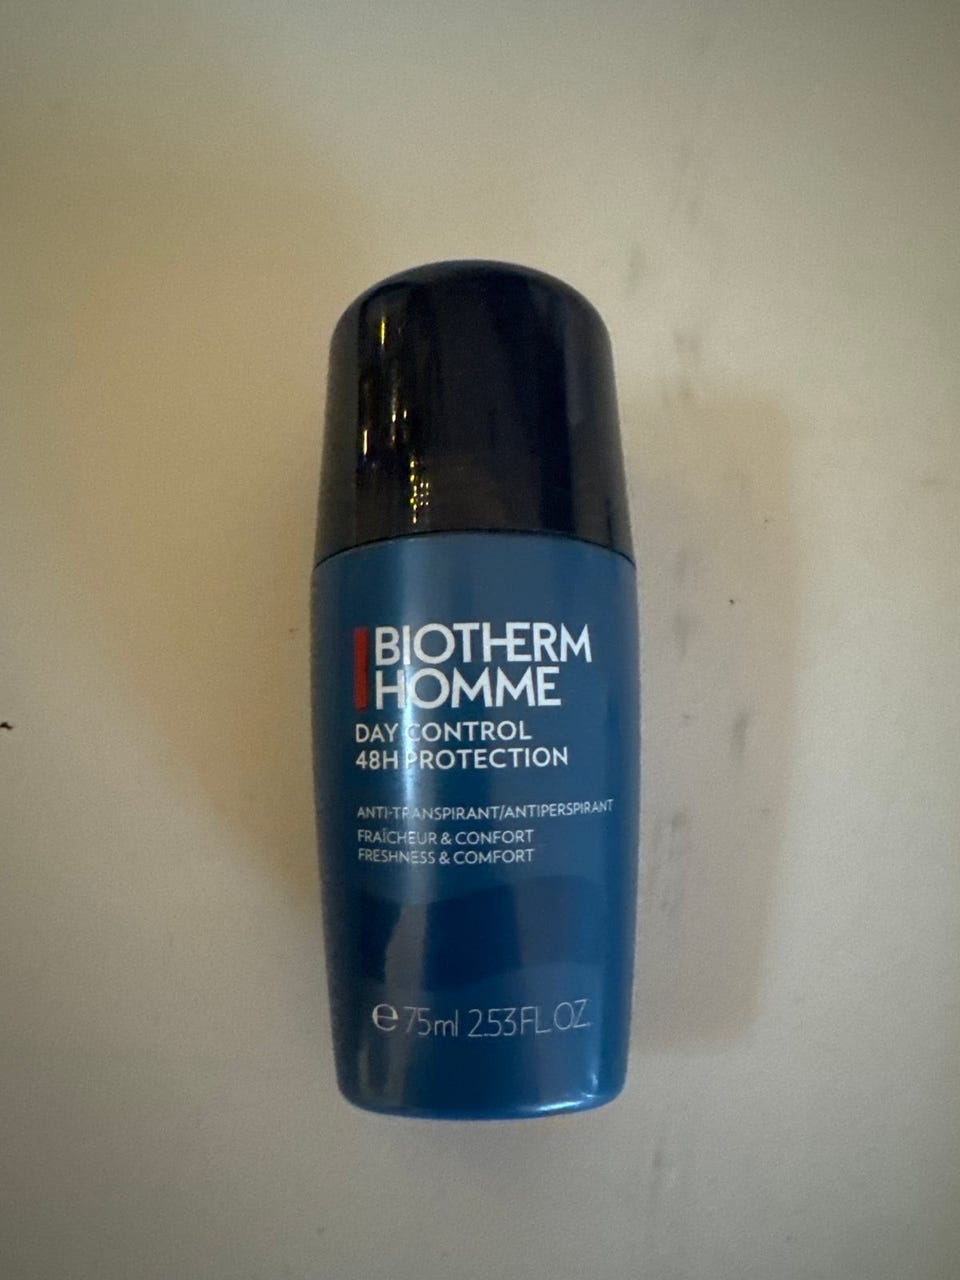 BIOTHERM
HOMME
DAY CONTROL
48H PROTECTION
ANTI-TRANSPIRANT/ANTIPERSPIRANT
FRAÎCHEUR & CONFORT
FRESHNESS & COMFORT
℮ 75ml 2.53FL.OZ.